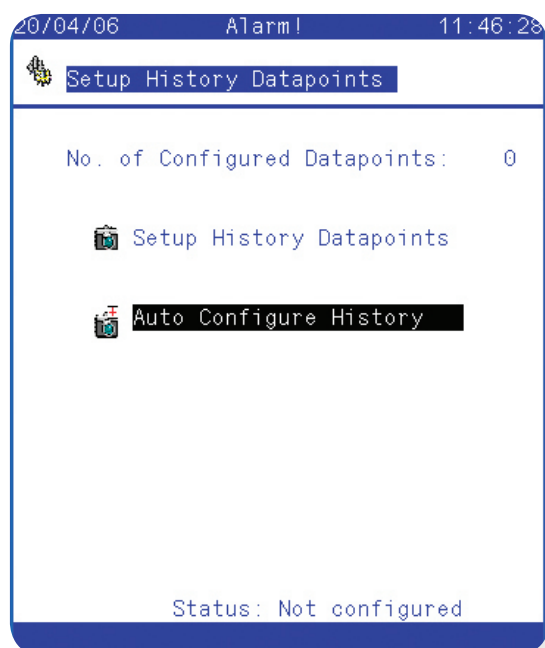 20/04/06 Alarm! 11:46:28
Setup History Datapoints
No. of Configured Datapoints: 0
Setup History Datapoints
Auto Configure History
Status: Not configured